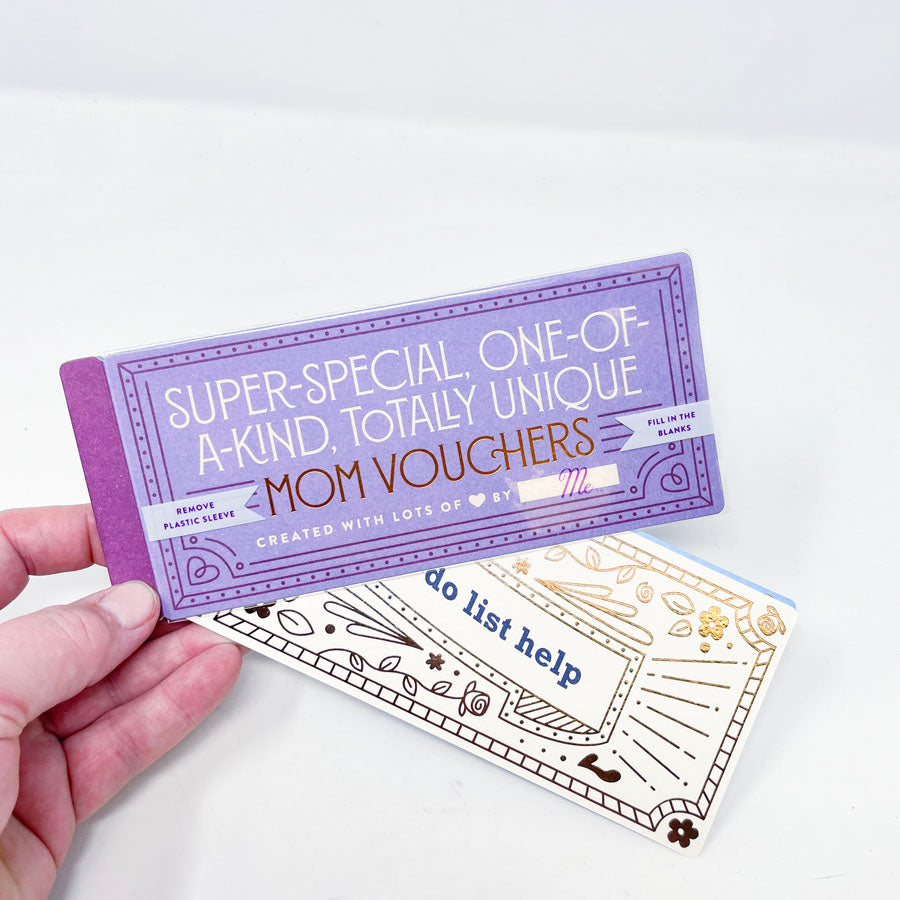 SUPER-SPECIAL, ONE-OF-
A-KIND, TOTALLY UNIQUE
MOM VOUCHERS
CREATED WITH LOTS OF ♥ BY Me
REMOVE
PLASTIC SLEEVE
FILL IN THE
BLANKS
do list help